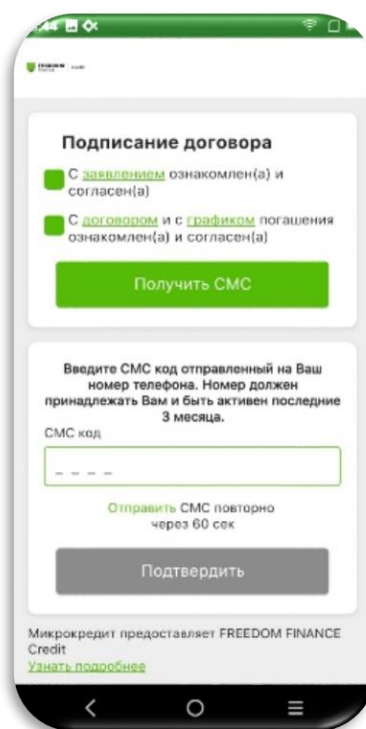 :44
FREEDOM
Подписание договора
С заявлением ознакомлен(а) и
согласен(а)
С договором и с графиком погашения
ознакомлен(а) и согласен(а)
Получить СМС
Введите СМС код отправленный на Ваш
номер телефона. Номер должен
принадлежать Вам и быть активен последние
3 месяца.
СМС код
_ _ _ _
Отправить СМС повторно
через 60 сек
Подтвердить
Микрокредит предоставляет FREEDOM FINANCE
Credit
Узнать подробнее